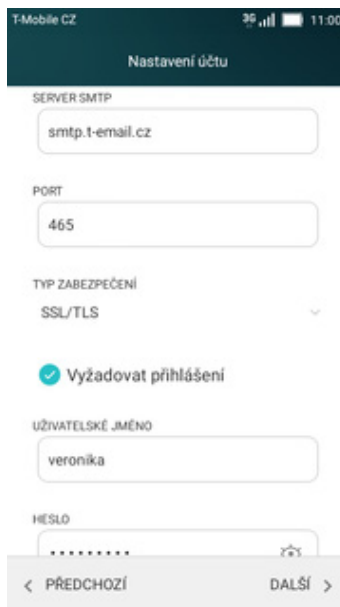 T-Mobile CZ 3G 11:00
Nastavení účtu
SERVER SMTP
smtp.t-email.cz
PORT
465
TYP ZABEZPEČENÍ
SSL/TLS
Vyžadovat přihlášení
UŽIVATELSKÉ JMÉNO
veronika
HESLO
•••••••••
PŘEDCHOZÍ DALŠÍ